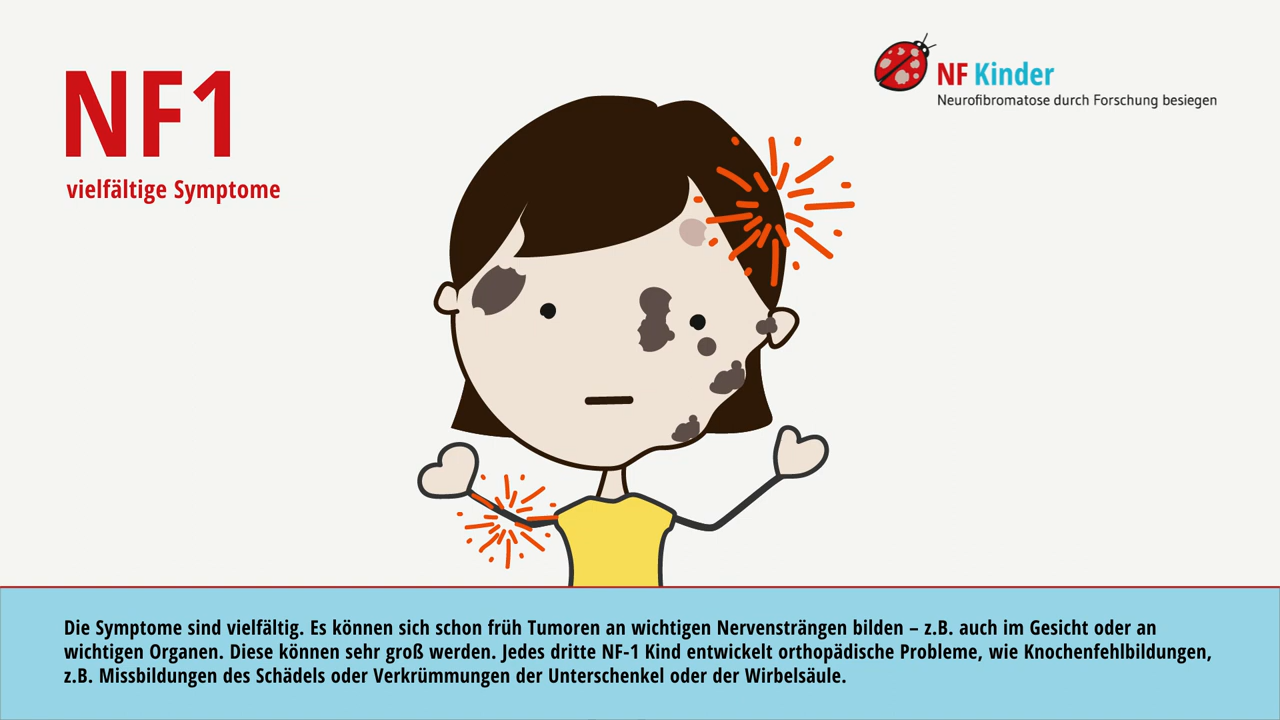 NF1
vielfältige Symptome
NF Kinder
Neurofibromatose durch Forschung besiegen
Die Symptome sind vielfältig. Es können sich schon früh Tumoren an wichtigen Nervensträngen bilden – z.B. auch im Gesicht oder an
wichtigen Organen. Diese können sehr groß werden. Jedes dritte NF-1 Kind entwickelt orthopädische Probleme, wie Knochenfehlbildungen,
z.B. Missbildungen des Schädels oder Verkrümmungen der Unterschenkel oder der Wirbelsäule.